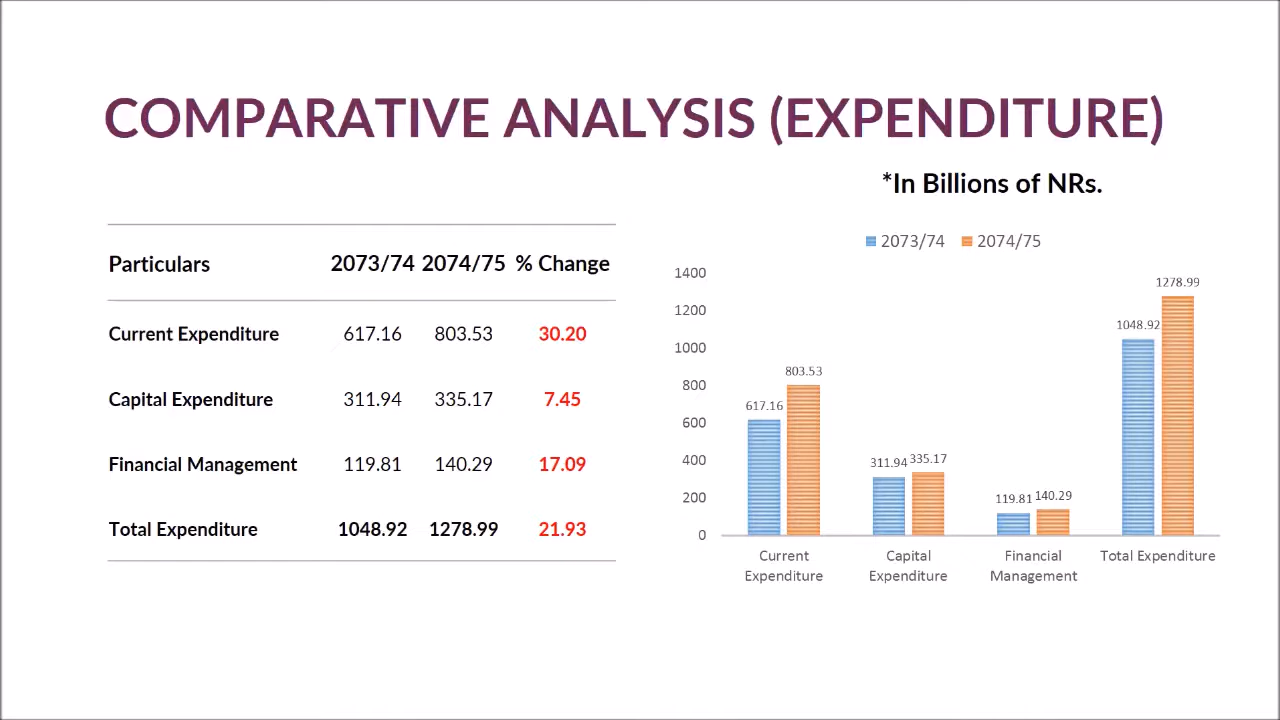 COMPARATIVE ANALYSIS (EXPENDITURE)
*In Billions of NRs.
Particulars 2073/74 2074/75 % Change
Current Expenditure 617.16 803.53 30.20
Capital Expenditure 311.94 335.17 7.45
Financial Management 119.81 140.29 17.09
Total Expenditure 1048.92 1278.99 21.93
2073/74 2074/75
1400
1200
1000
800
600
400
200
0
617.16 803.53
311.94 335.17
119.81 140.29
1048.92 1278.99
Current
Expenditure
Capital
Expenditure
Financial
Management
Total Expenditure